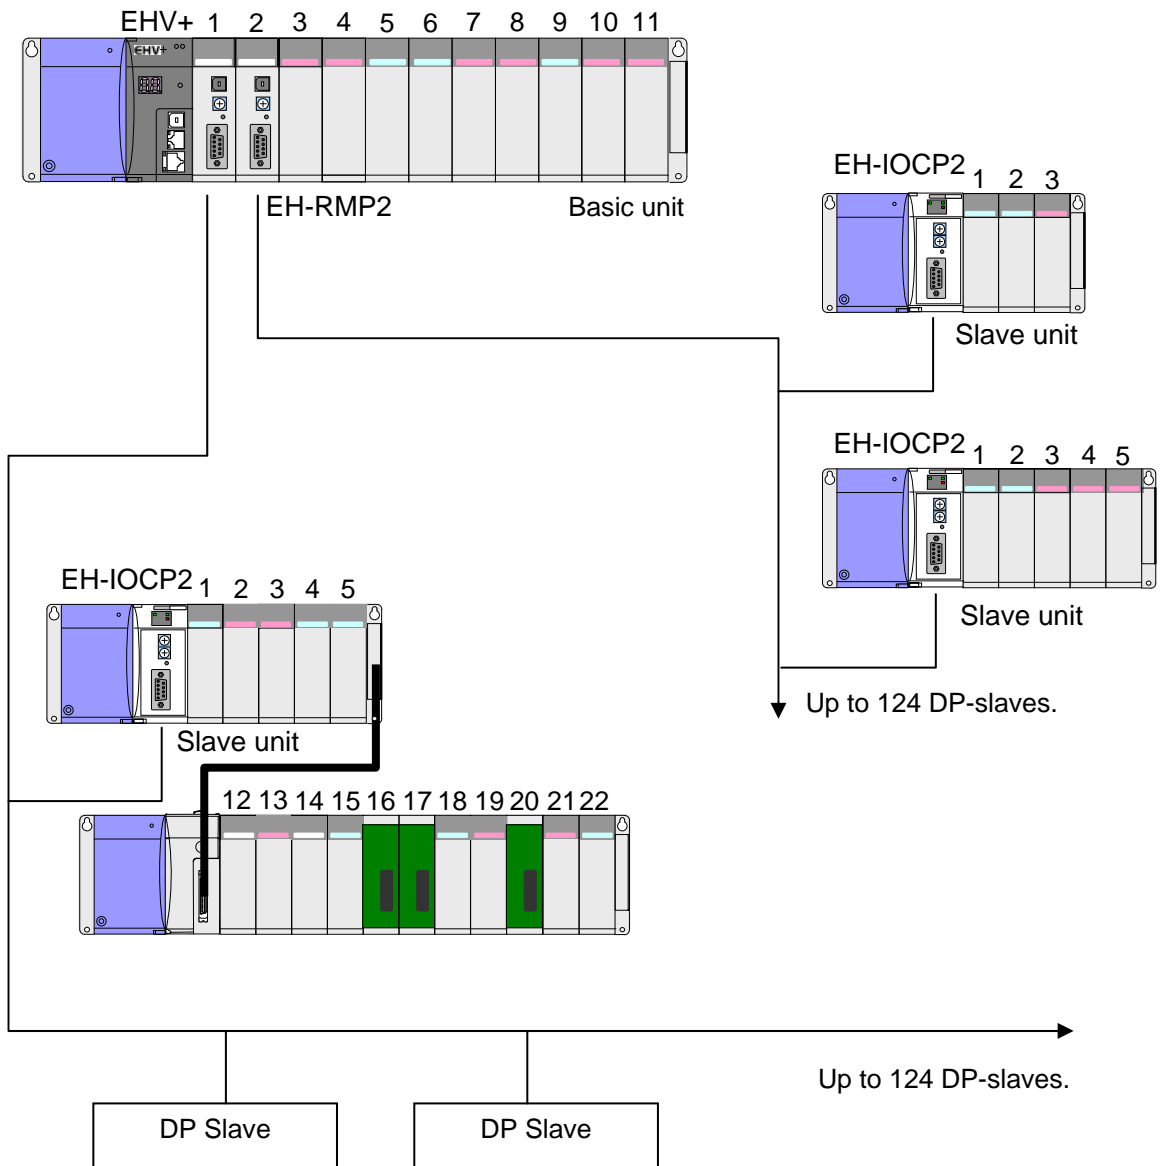 EHV+ 1 2 3 4 5 6 7 8 9 10 11
EHV+
EH-RMP2
Basic unit
EH-IOCP2 1 2 3
Slave unit
EH-IOCP2 1 2 3 4 5
Slave unit
Up to 124 DP-slaves.
EH-IOCP2 1 2 3 4 5
Slave unit
12 13 14 15 16 17 18 19 20 21 22
Up to 124 DP-slaves.
DP Slave
DP Slave